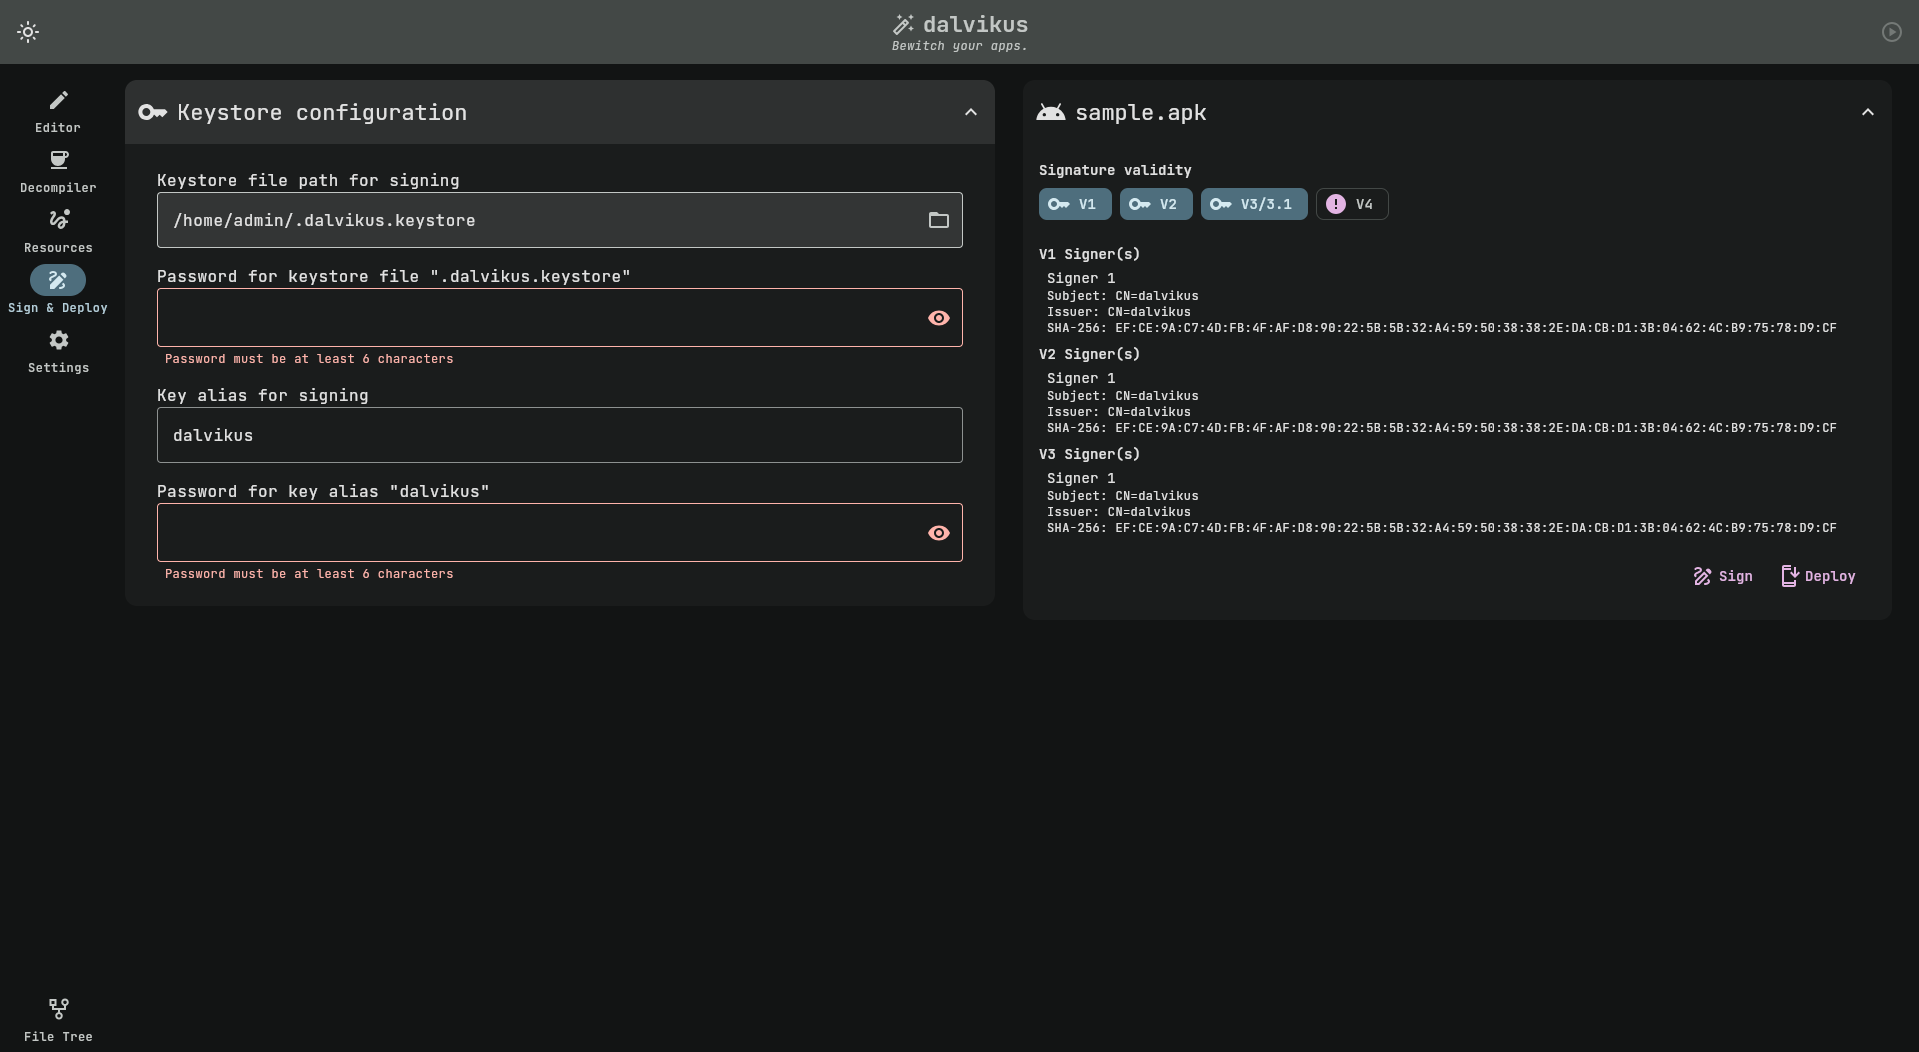 dalvikus
Bewitch your apps.
Editor
Decompiler
Resources
Sign & Deploy
Settings
File Tree
Keystore configuration
Keystore file path for signing
/home/admin/.dalvikus.keystore
Password for keystore file ".dalvikus.keystore"
Password must be at least 6 characters
Key alias for signing
dalvikus
Password for key alias "dalvikus"
Password must be at least 6 characters
sample.apk
Signature validity
V1 V2 V3/3.1 V4
V1 Signer(s)
Signer 1
Subject: CN=dalvikus
Issuer: CN=dalvikus
SHA-256: EF:CE:9A:C7:4D:FB:4F:AF:D8:90:22:5B:5B:32:A4:59:50:38:38:2E:DA:CB:D1:3B:04:62:4C:B9:75:78:D9:CF
V2 Signer(s)
Signer 1
Subject: CN=dalvikus
Issuer: CN=dalvikus
SHA-256: EF:CE:9A:C7:4D:FB:4F:AF:D8:90:22:5B:5B:32:A4:59:50:38:38:2E:DA:CB:D1:3B:04:62:4C:B9:75:78:D9:CF
V3 Signer(s)
Signer 1
Subject: CN=dalvikus
Issuer: CN=dalvikus
SHA-256: EF:CE:9A:C7:4D:FB:4F:AF:D8:90:22:5B:5B:32:A4:59:50:38:38:2E:DA:CB:D1:3B:04:62:4C:B9:75:78:D9:CF
Sign Deploy